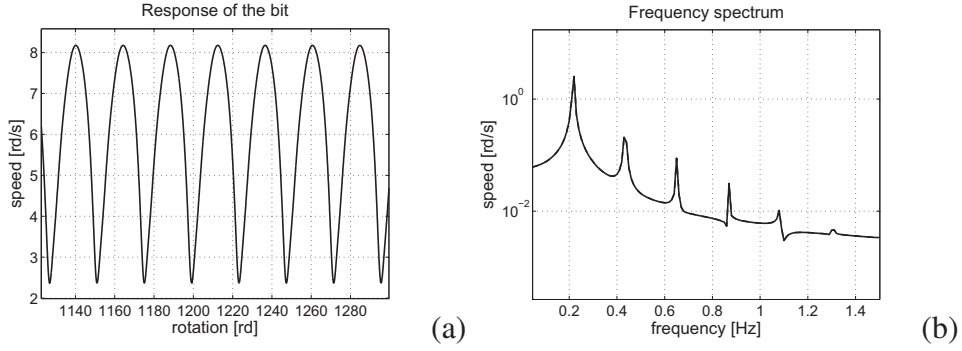 Response of the bit
8
7
6
5
4
3
2
speed [rd/s]
1140 1160 1180 1200 1220 1240 1260 1280
rotation [rd]
(a)
Frequency spectrum
10^0
10^-2
speed [rd/s]
0.2 0.4 0.6 0.8 1 1.2 1.4
frequency [Hz]
(b)